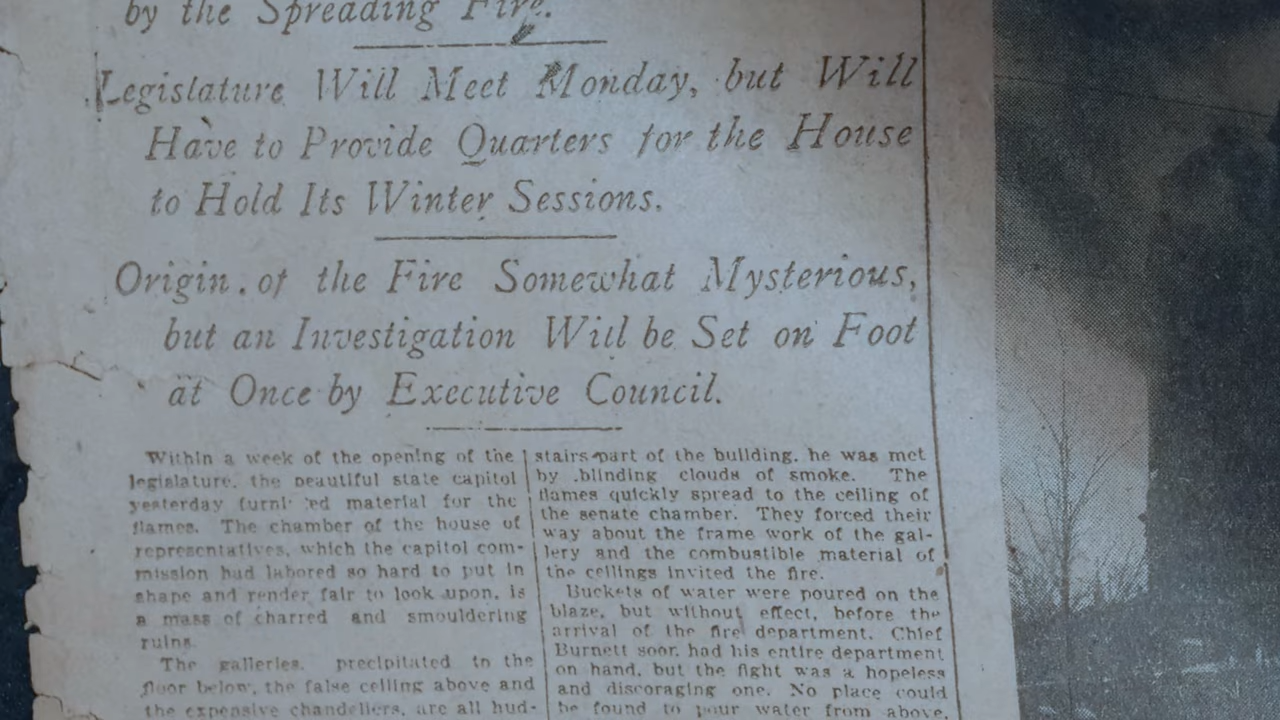 by the Spreading Fire.
Legislature Will Meet Monday, but Will
Have to Provide Quarters for the House
to Hold Its Winter Sessions.
Origin of the Fire Somewhat Mysterious,
but an Investigation Will be Set on Foot
at Once by Executive Council.
Within a week of the opening of the
legislature, the beautiful state capitol
yesterday material for the
flames. The chamber of the house of
representatives, which the capitol com-
mission had labored so hard to put in
shape and render fair to look upon, is
a mass of charred and smouldering
ruins.
The galleries, precipitated to the
floor below, the false ceiling above and
the expensive chandeliers, are all hud-
stairs part of the building, he was met
by blinding clouds of smoke. The
flames quickly spread to the ceiling of
the senate chamber. They forced their
way about the frame work of the gal-
lery and the combustible material of
the ceilings invited the fire.
Buckets of water were poured on the
blaze, but without effect, before the
arrival of the fire department. Chief
Burnett soon had his entire department
on hand, but the fight was a hopeless
and discoraging one. No place could
be found to pour water from above,